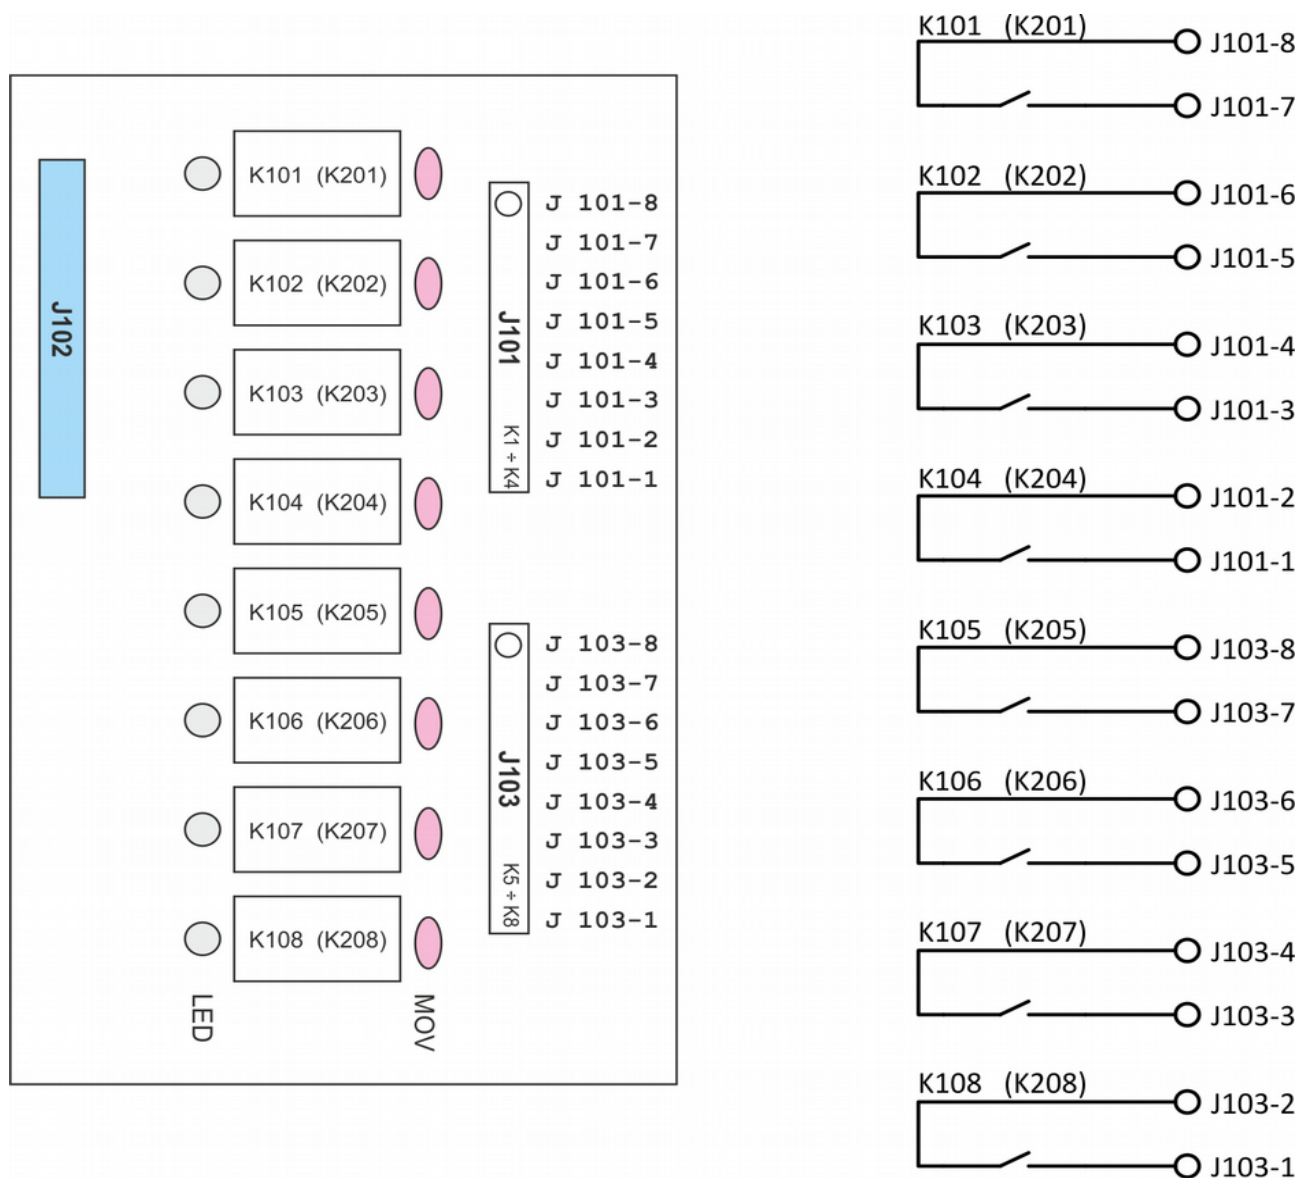 J102
K101 (K201)
K102 (K202)
K103 (K203)
K104 (K204)
K105 (K205)
K106 (K206)
K107 (K207)
K108 (K208)
LED
MOV
J101
K1 ÷ K4
J 101-8
J 101-7
J 101-6
J 101-5
J 101-4
J 101-3
J 101-2
J 101-1
J103
K5 ÷ K8
J 103-8
J 103-7
J 103-6
J 103-5
J 103-4
J 103-3
J 103-2
J 103-1
K101 (K201)
J101-8
J101-7
K102 (K202)
J101-6
J101-5
K103 (K203)
J101-4
J101-3
K104 (K204)
J101-2
J101-1
K105 (K205)
J103-8
J103-7
K106 (K206)
J103-6
J103-5
K107 (K207)
J103-4
J103-3
K108 (K208)
J103-2
J103-1